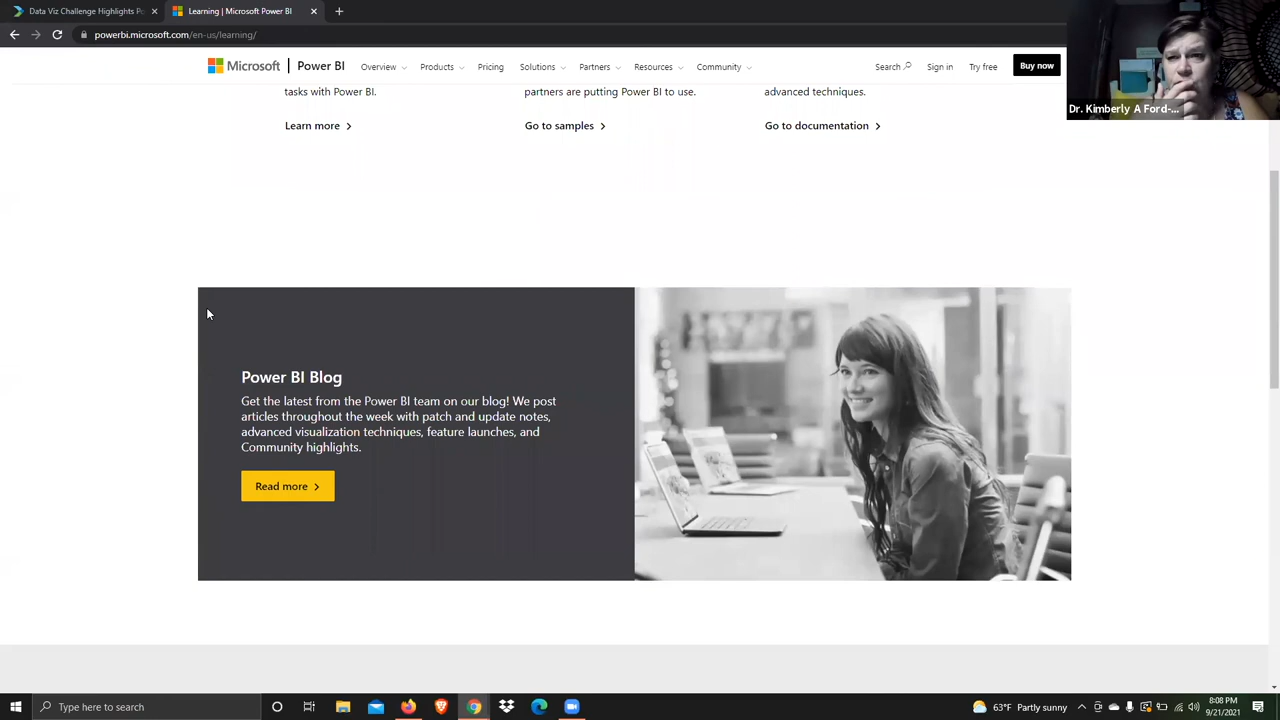 Data Viz Challenge Highlights Po
Learning | Microsoft Power BI
powerbi.microsoft.com/en-us/learning/
Microsoft Power BI Overview Products Pricing Solutions Partners Resources Community Search Sign in Try free Buy now
Dr. Kimberly A Ford-...
tasks with Power BI.
partners are putting Power BI to use.
advanced techniques.
Learn more
Go to samples
Go to documentation
Power BI Blog
Get the latest from the Power BI team on our blog! We post
articles throughout the week with patch and update notes,
advanced visualization techniques, feature launches, and
Community highlights.
Read more
Type here to search
63°F Partly sunny
8:08 PM
9/21/2021